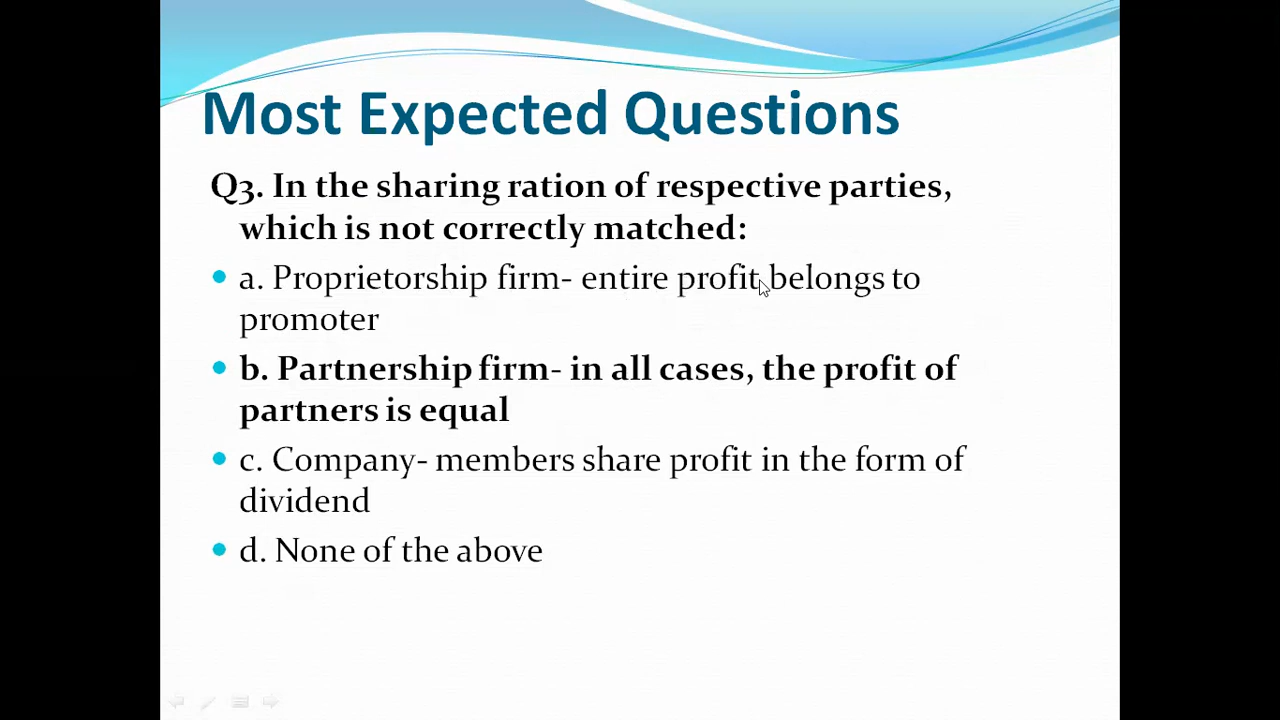 Most Expected Questions
Q3. In the sharing ration of respective parties,
which is not correctly matched:
a. Proprietorship firm- entire profit belongs to
promoter
b. Partnership firm- in all cases, the profit of
partners is equal
c. Company- members share profit in the form of
dividend
d. None of the above